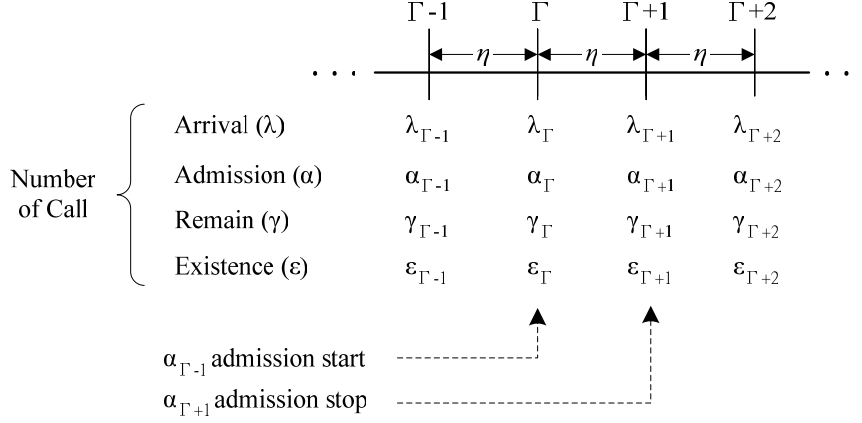 Γ-1 Γ Γ+1 Γ+2
η η η
. . . . .
Number of Call
Arrival (λ) λΓ-1 λΓ λΓ+1 λΓ+2
Admission (α) αΓ-1 αΓ αΓ+1 αΓ+2
Remain (γ) γΓ-1 γΓ γΓ+1 γΓ+2
Existence (ε) εΓ-1 εΓ εΓ+1 εΓ+2
αΓ-1 admission start
αΓ+1 admission stop